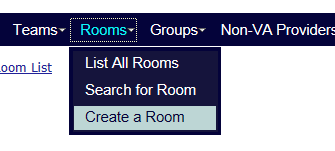 Teams Rooms Groups Non-VA Providers
oom List
List All Rooms
Search for Room
Create a Room